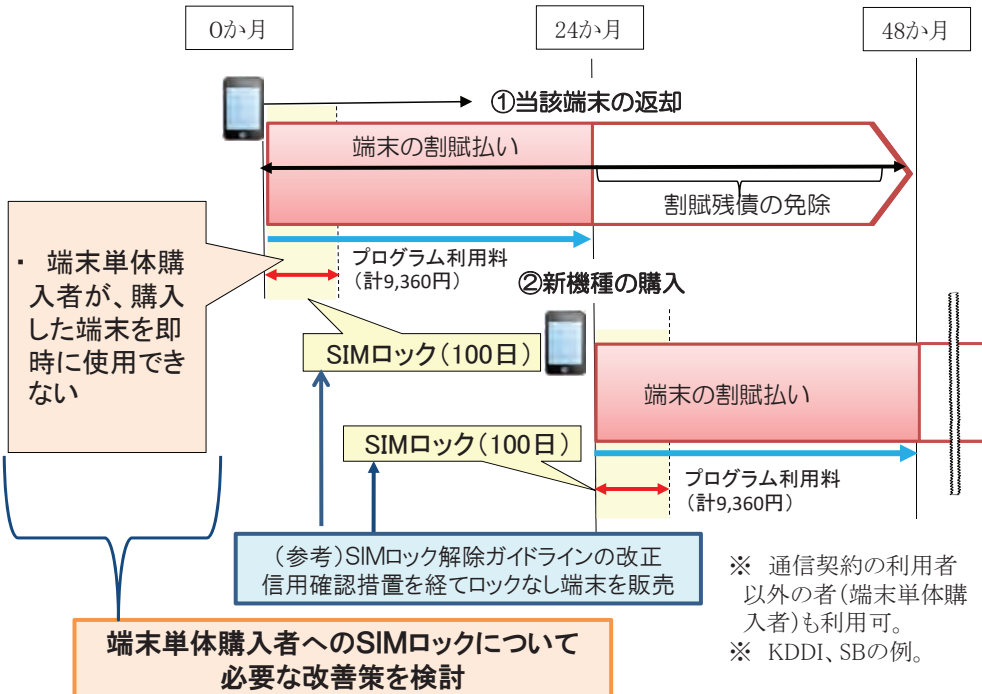 0か月
24か月
48か月
①当該端末の返却
端末の割賦払い
割賦残債の免除
・ 端末単体購
入者が、購入
した端末を即
時に使用でき
ない
プログラム利用料
（計9,360円）
②新機種の購入
SIMロック（100日）
端末の割賦払い
SIMロック（100日）
プログラム利用料
（計9,360円）
（参考）SIMロック解除ガイドラインの改正
信用確認措置を経てロックなし端末を販売
※ 通信契約の利用者
以外の者（端末単体購
入者）も利用可。
※ KDDI、SBの例。
端末単体購入者へのSIMロックについて
必要な改善策を検討